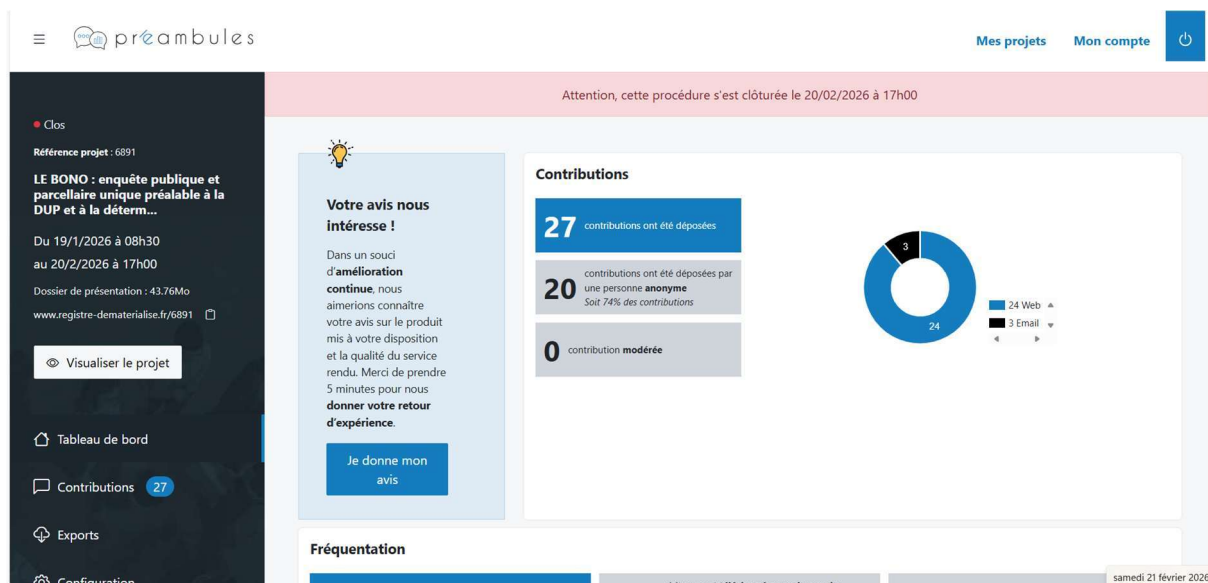 préambules
Mes projets
Mon compte
Attention, cette procédure s'est clôturée le 20/02/2026 à 17h00
Clos
Référence projet : 6891
LE BONO : enquête publique et
parcellaire unique préalable à la
DUP et à la déterm...
Du 19/1/2026 à 08h30
au 20/2/2026 à 17h00
Dossier de présentation : 43.76Mo
www.registre-dematerialise.fr/6891
Visualiser le projet
Tableau de bord
Contributions 27
Exports
Configuration
Votre avis nous
intéresse !
Dans un souci
d'amélioration
continue, nous
aimerions connaître
votre avis sur le produit
mis à votre disposition
et la qualité du service
rendu. Merci de prendre
5 minutes pour nous
donner votre retour
d'expérience.
Je donne mon
avis
Contributions
27 contributions ont été déposées
20 contributions ont été déposées par
une personne anonyme
Soit 74% des contributions
0 contribution modérée
3
24
24 Web
3 Email
Fréquentation
samedi 21 février 2026